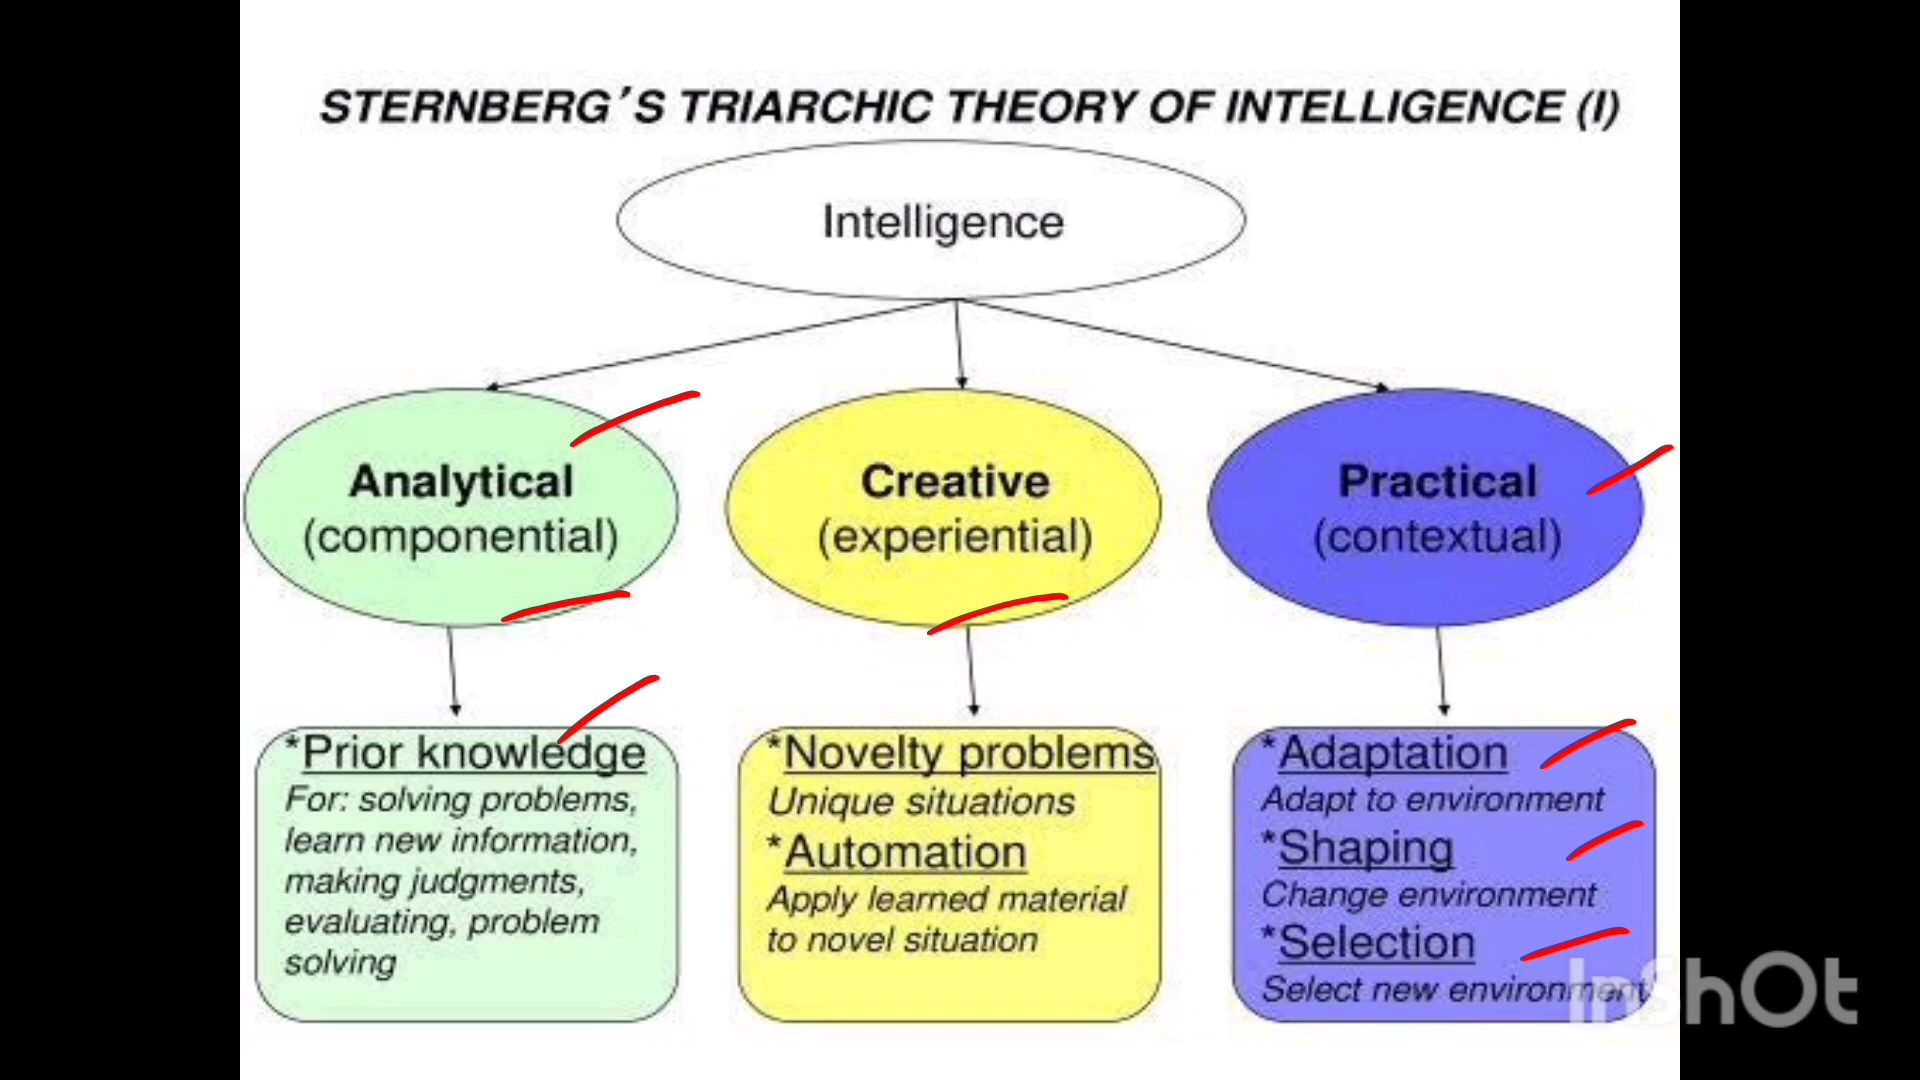 STERNBERG´S TRIARCHIC THEORY OF INTELLIGENCE (I)
Intelligence
Analytical
(componential)
Creative
(experiential)
Practical
(contextual)
*Prior knowledge
For: solving problems,
learn new information,
making judgments,
evaluating, problem
solving
*Novelty problems
Unique situations
*Automation
Apply learned material
to novel situation
*Adaptation
Adapt to environment
*Shaping
Change environment
*Selection
Select new environment
InShOt